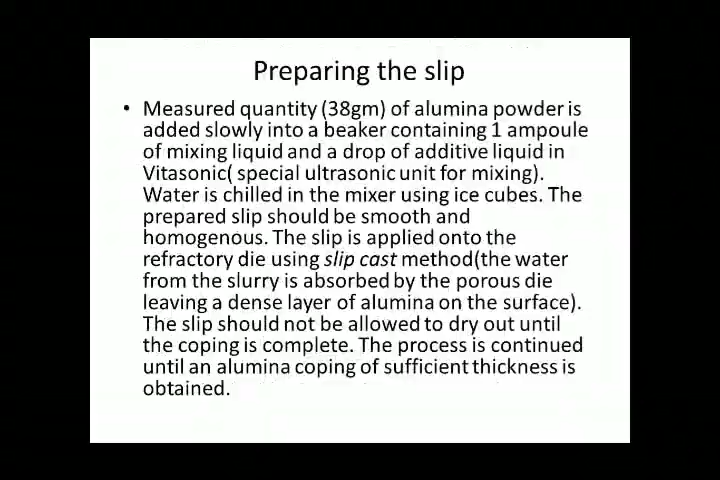 Preparing the slip
• Measured quantity (38gm) of alumina powder is
added slowly into a beaker containing 1 ampoule
of mixing liquid and a drop of additive liquid in
Vitasonic( special ultrasonic unit for mixing).
Water is chilled in the mixer using ice cubes. The
prepared slip should be smooth and
homogenous. The slip is applied onto the
refractory die using slip cast method(the water
from the slurry is absorbed by the porous die
leaving a dense layer of alumina on the surface).
The slip should not be allowed to dry out until
the coping is complete. The process is continued
until an alumina coping of sufficient thickness is
obtained.